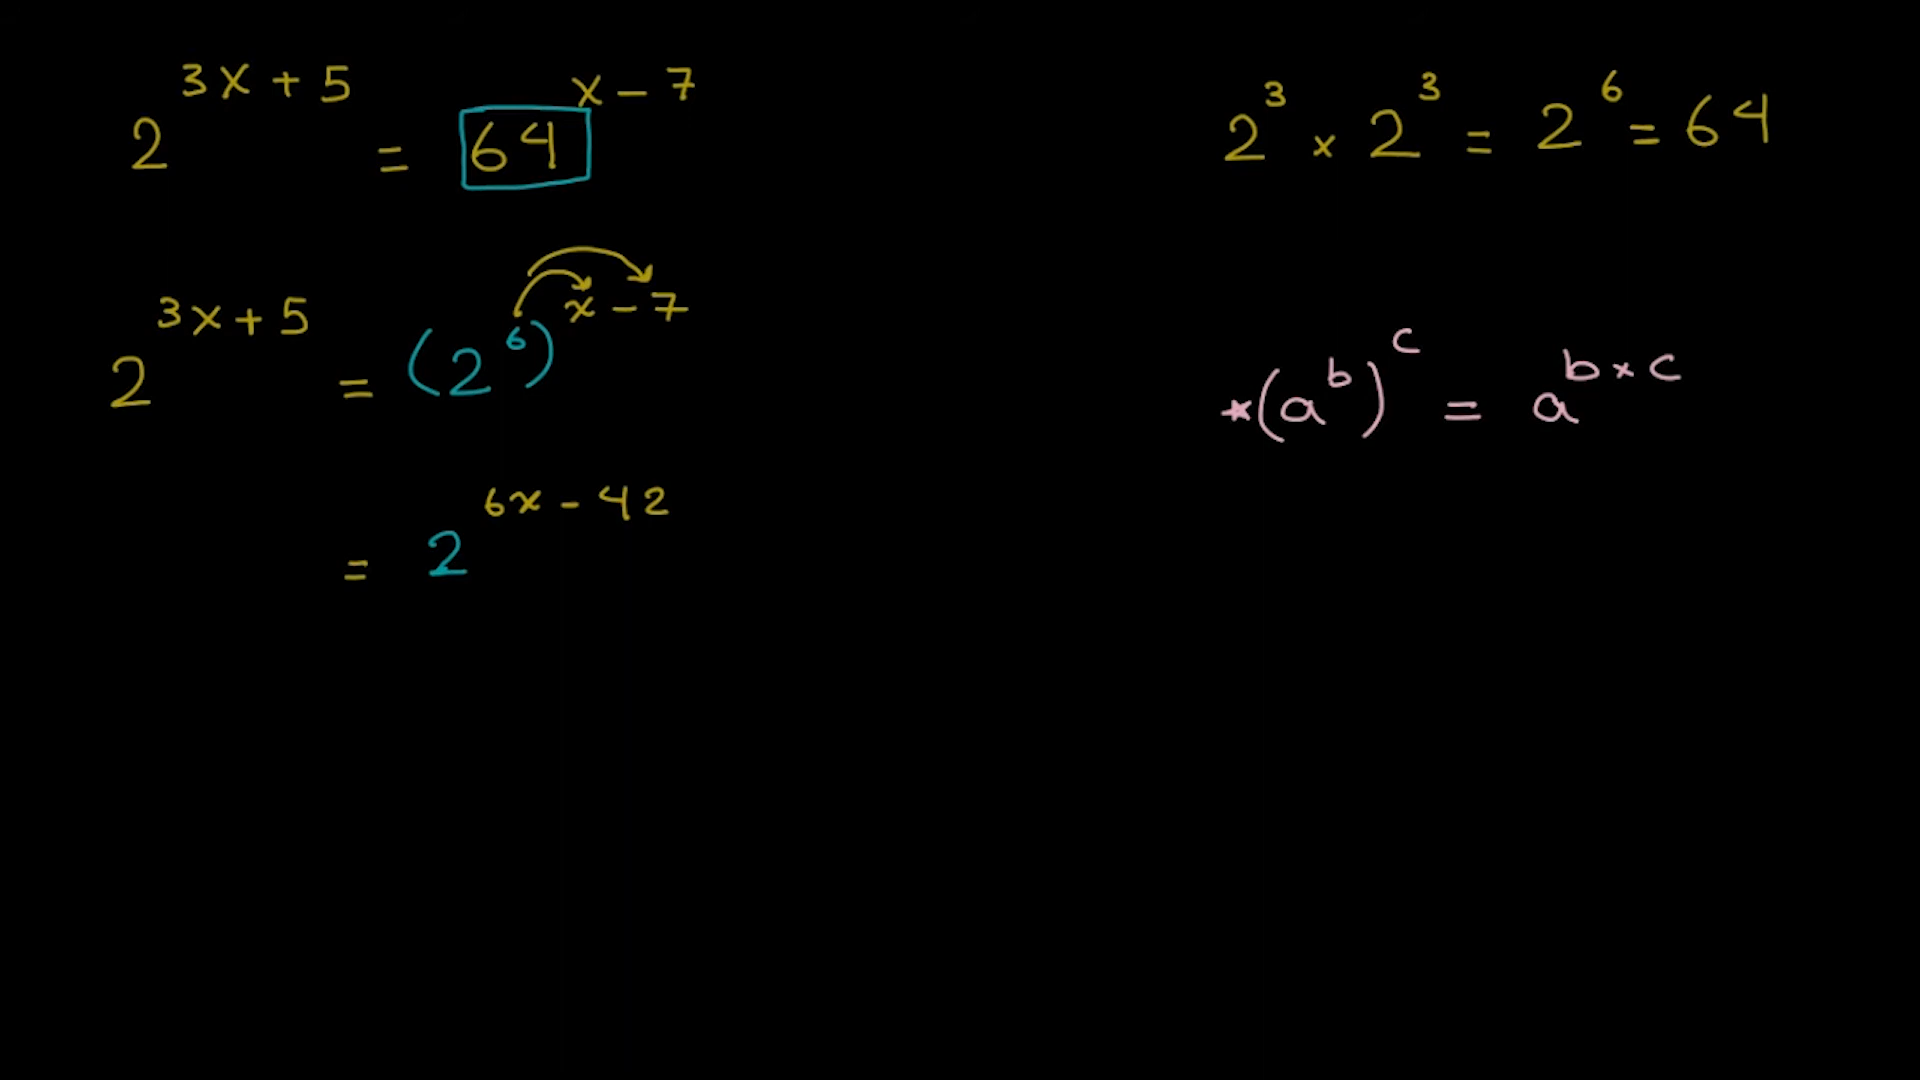 2^{3x+5} = 64^{x-7}
2^3 × 2^3 = 2^6 = 64
2^{3x+5} = (2^6)^{x-7}
*(a^b)^c = a^{b×c}
= 2^{6x-42}